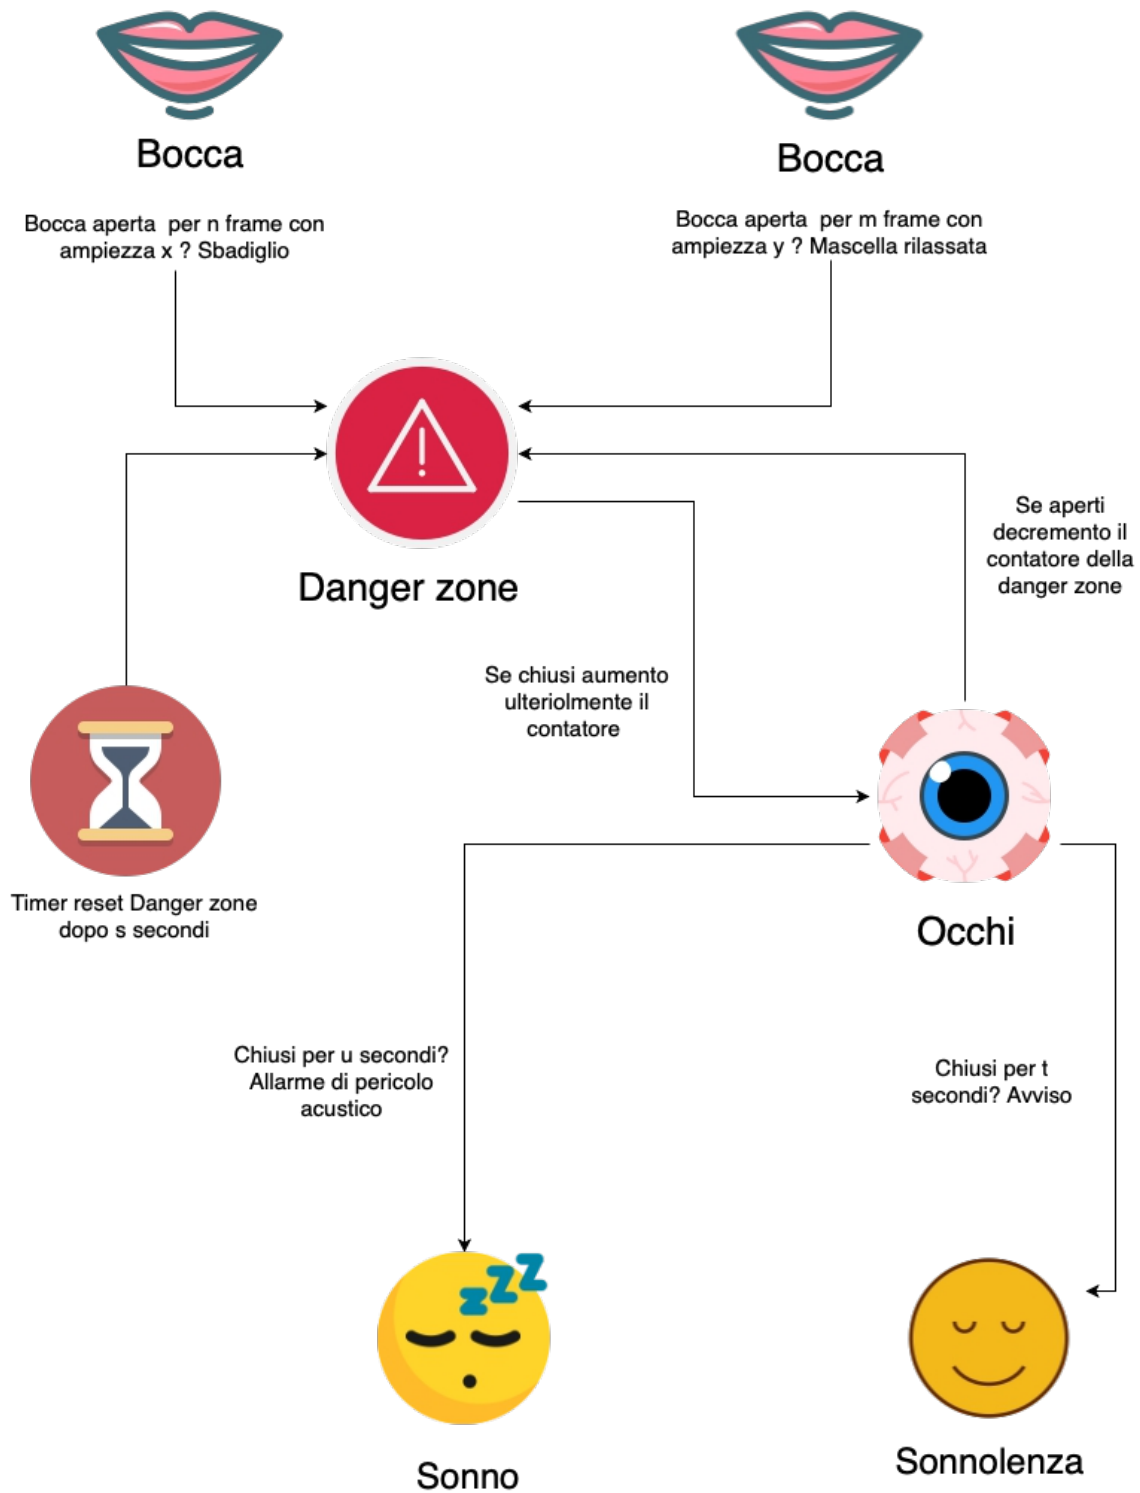 Bocca
Bocca
Bocca aperta  per n frame con
ampiezza x ? Sbadiglio
Bocca aperta  per m frame con
ampiezza y ? Mascella rilassata
Se aperti
decremento il
contatore della
danger zone
Danger zone
Se chiusi aumento
ulteriolmente il
contatore
Timer reset Danger zone
dopo s secondi
Occhi
Chiusi per u secondi?
Allarme di pericolo
acustico
Chiusi per t
secondi? Avviso
zzz
Sonno
Sonnolenza